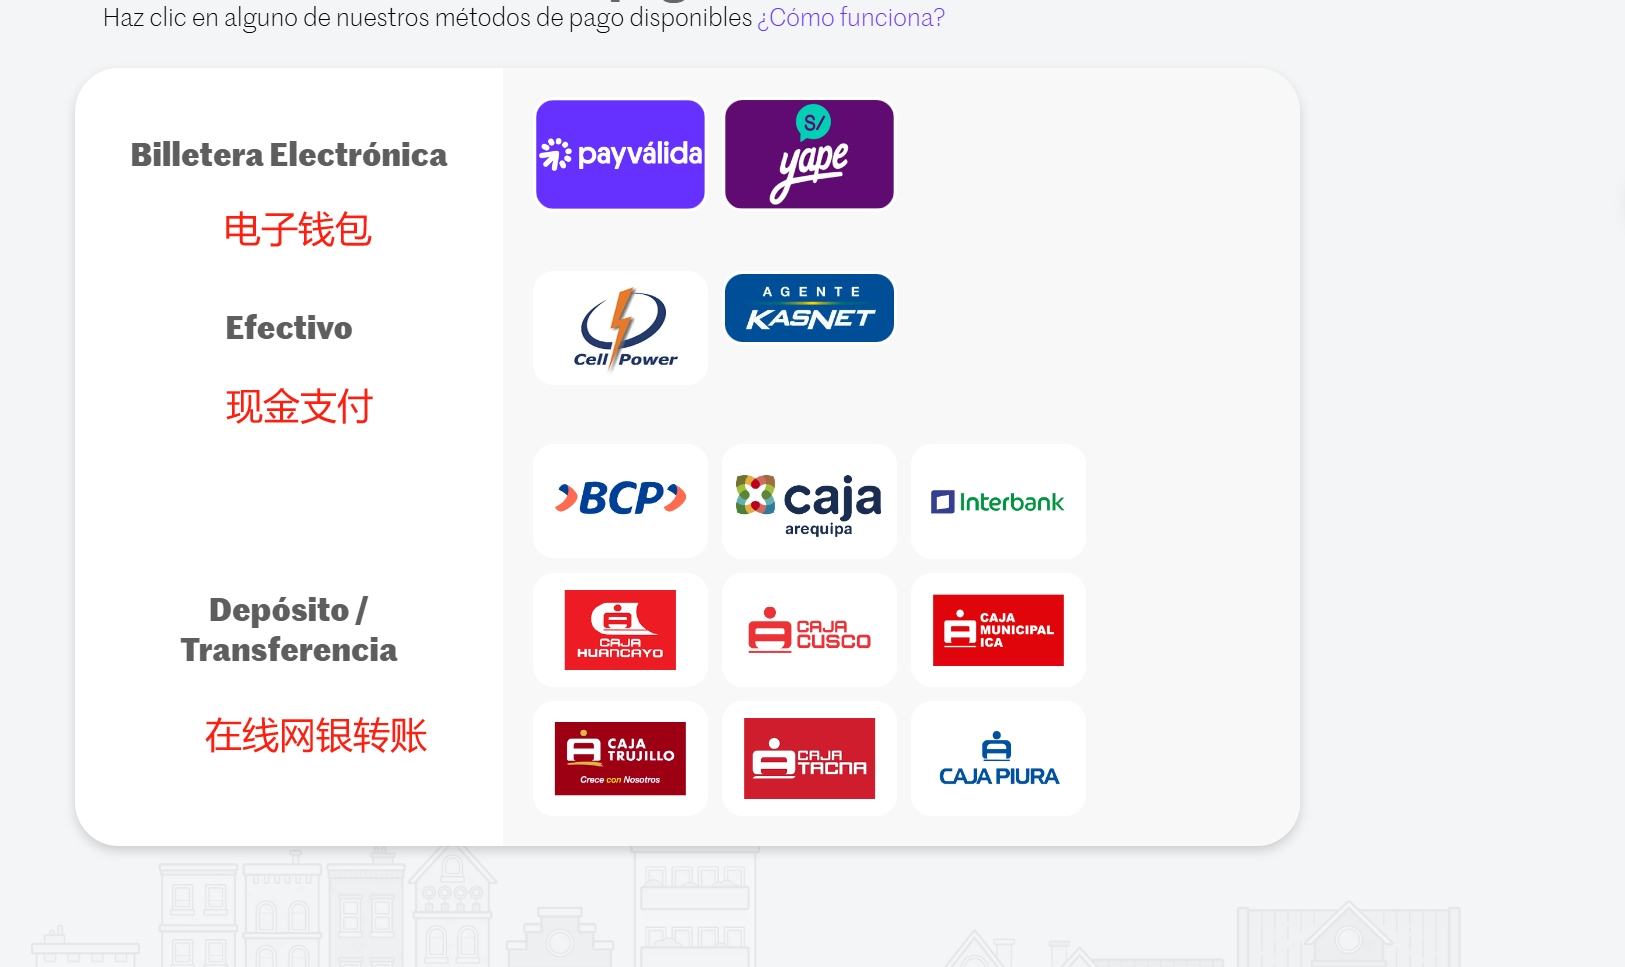 Haz clic en alguno de nuestros métodos de pago disponibles ¿Cómo funciona?
Billetera Electrónica
电子钱包
payválida
S/
yape
Efectivo
现金支付
Cell Power
AGENTE
KASNET
Depósito /
Transferencia
在线网银转账
BCP
caja
arequipa
Interbank
CAJA
HUANCAYO
CAJA
CUSCO
CAJA
MUNICIPAL
ICA
CAJA
TRUJILLO
Crece con Nosotros
CAJA
TACNA
CAJA PIURA